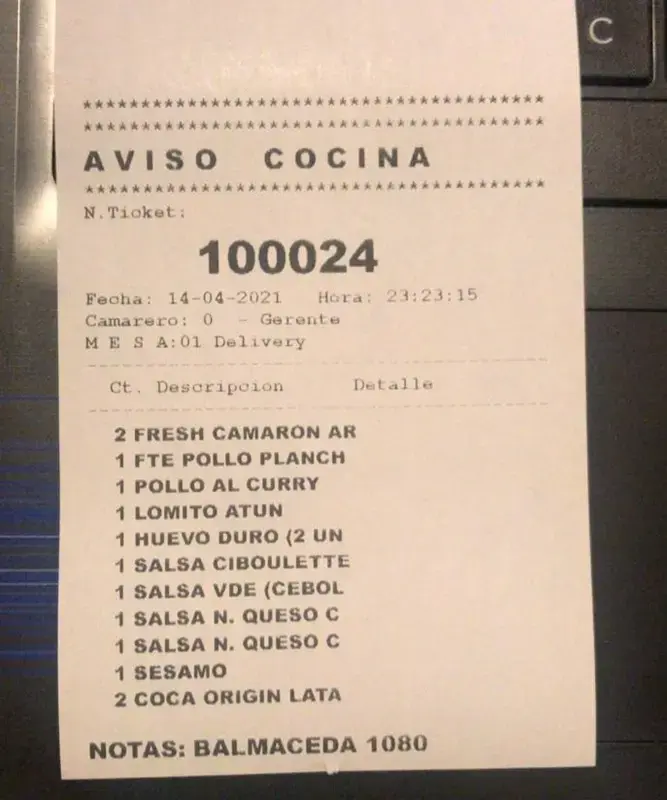 ***************************************
***************************************
AVISO COCINA
***************************************
N.Ticket:
100024
Fecha: 14-04-2021 Hora: 23:23:15
Camarero: 0 - Gerente
M E S A:01 Delivery
Ct. Descripcion Detalle
2 FRESH CAMARON AR
1 FTE POLLO PLANCH
1 POLLO AL CURRY
1 LOMITO ATUN
1 HUEVO DURO (2 UN
1 SALSA CIBOULETTE
1 SALSA VDE (CEBOL
1 SALSA N. QUESO C
1 SALSA N. QUESO C
1 SESAMO
2 COCA ORIGIN LATA
NOTAS: BALMACEDA 1080
C